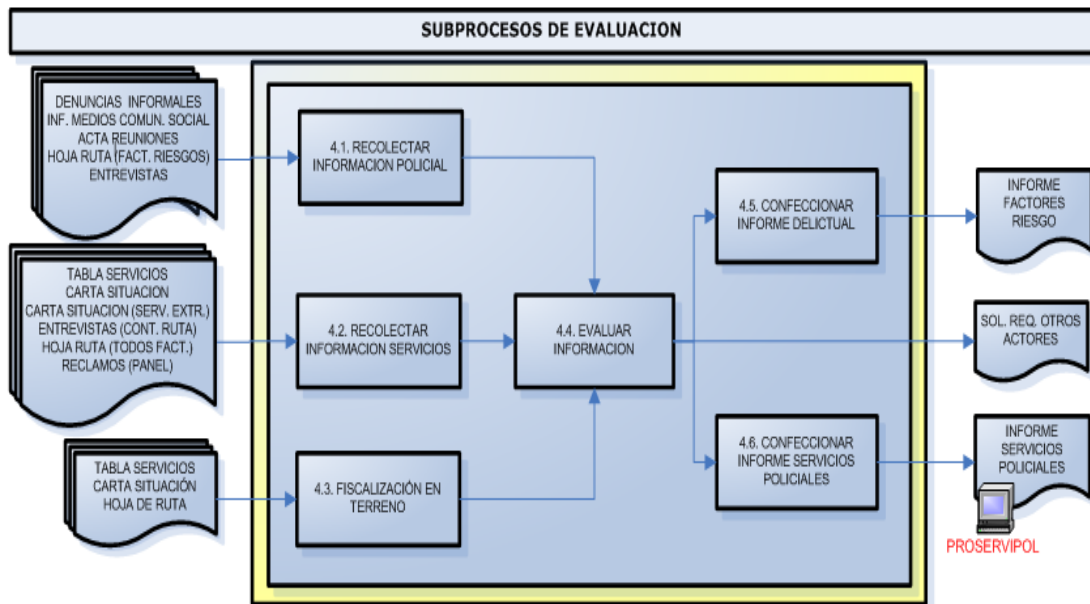 SUBPROCESOS DE EVALUACION
DENUNCIAS INFORMALES
INF. MEDIOS COMUN. SOCIAL
ACTA REUNIONES
HOJA RUTA (FACT. RIESGOS)
ENTREVISTAS
4.1. RECOLECTAR
INFORMACION POLICIAL
4.5. CONFECCIONAR
INFORME DELICTUAL
INFORME
FACTORES
RIESGO
TABLA SERVICIOS
CARTA SITUACION
CARTA SITUACION (SERV. EXTR.)
ENTREVISTAS (CONT. RUTA)
HOJA RUTA (TODOS FACT.)
RECLAMOS (PANEL)
4.2. RECOLECTAR
INFORMACION SERVICIOS
4.4. EVALUAR
INFORMACION
SOL. REQ. OTROS
ACTORES
TABLA SERVICIOS
CARTA SITUACIÓN
HOJA DE RUTA
4.3. FISCALIZACIÓN EN
TERRENO
4.6. CONFECCIONAR
INFORME SERVICIOS
POLICIALES
INFORME
SERVICIOS
POLICIALES
PROSERVIPOL